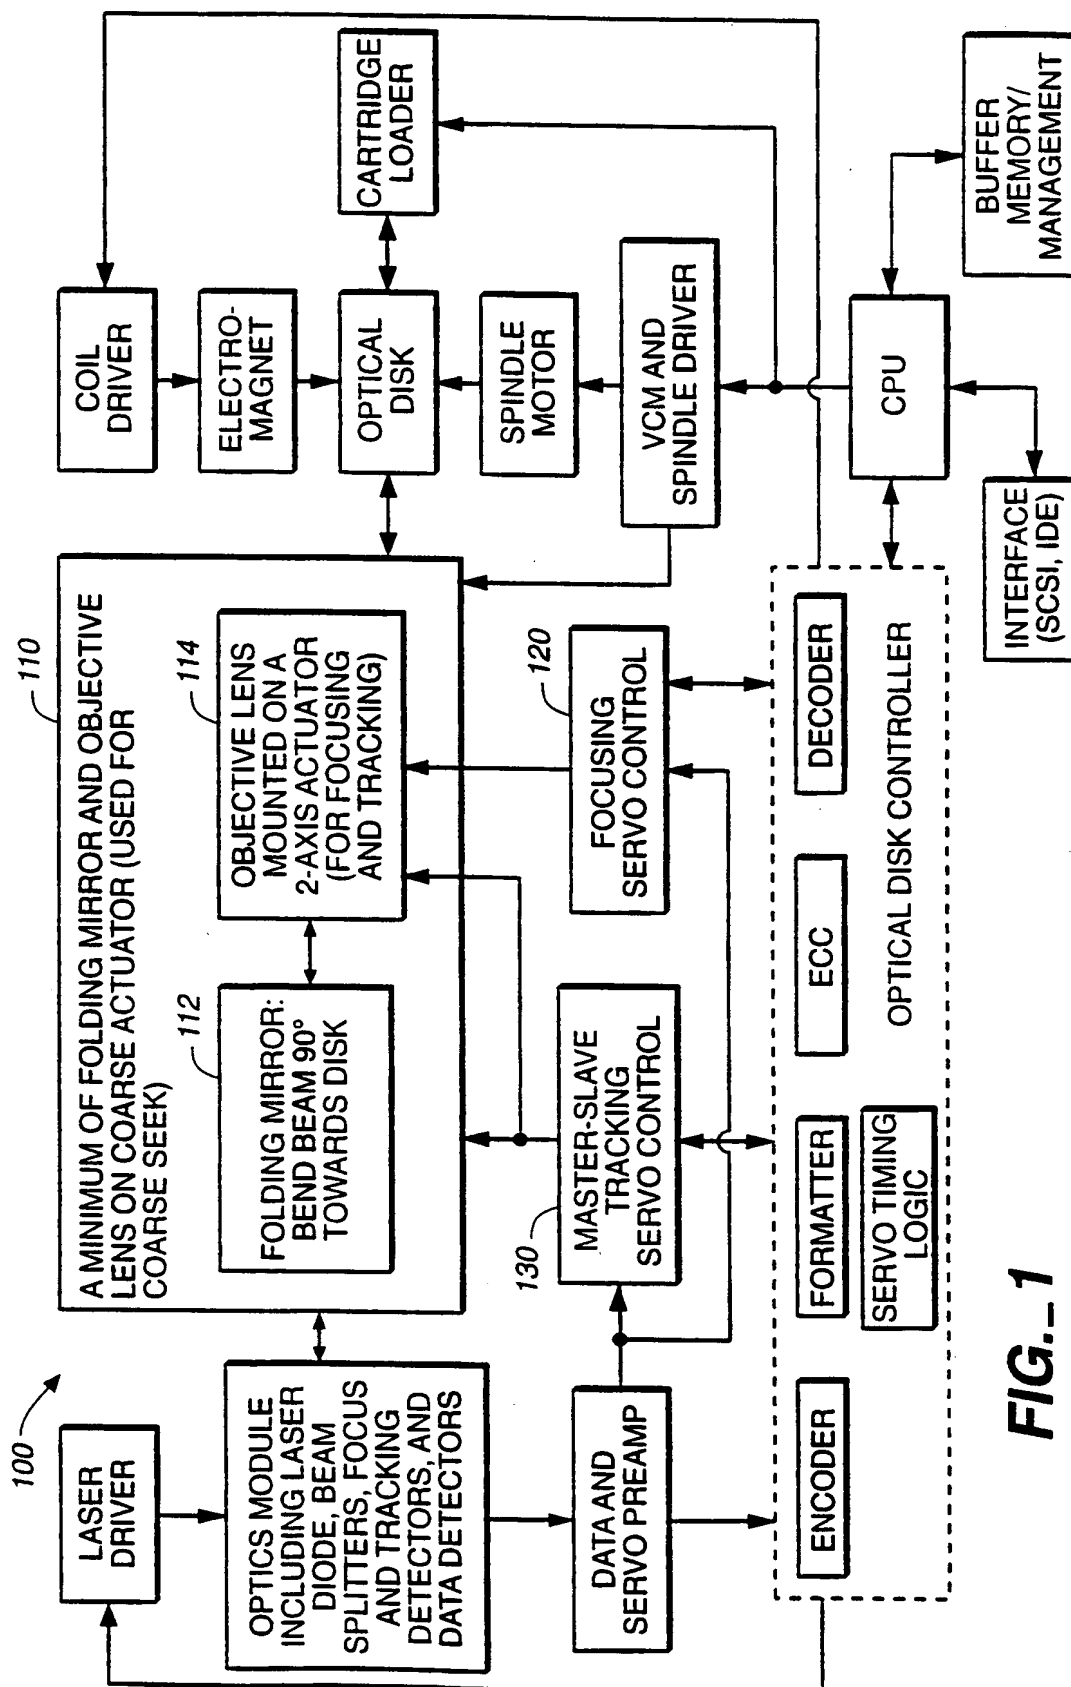 100
LASER
DRIVER
OPTICS MODULE
INCLUDING LASER
DIODE, BEAM
SPLITTERS, FOCUS
AND TRACKING
DETECTORS, AND
DATA DETECTORS
DATA AND
SERVO PREAMP
110
A MINIMUM OF FOLDING MIRROR AND OBJECTIVE
LENS ON COARSE ACTUATOR (USED FOR
COARSE SEEK)
112
FOLDING MIRROR:
BEND BEAM 90°
TOWARDS DISK
114
OBJECTIVE LENS
MOUNTED ON A
2-AXIS ACTUATOR
(FOR FOCUSING
AND TRACKING)
130
MASTER-SLAVE
TRACKING
SERVO CONTROL
120
FOCUSING
SERVO CONTROL
COIL
DRIVER
ELECTRO-
MAGNET
OPTICAL
DISK
CARTRIDGE
LOADER
SPINDLE
MOTOR
VCM AND
SPINDLE DRIVER
ENCODER
FORMATTER
ECC
DECODER
SERVO TIMING
LOGIC
OPTICAL DISK CONTROLLER
CPU
INTERFACE
(SCSI, IDE)
BUFFER
MEMORY/
MANAGEMENT
FIG._1